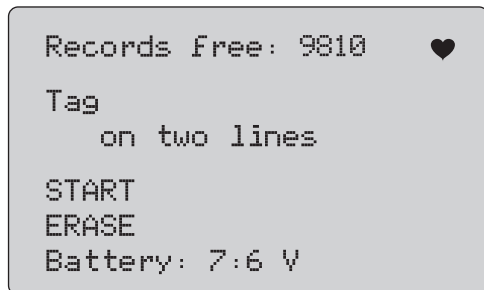 Records free: 9810 ♥
Tag
on two lines
START
ERASE
Battery: 7:6 V